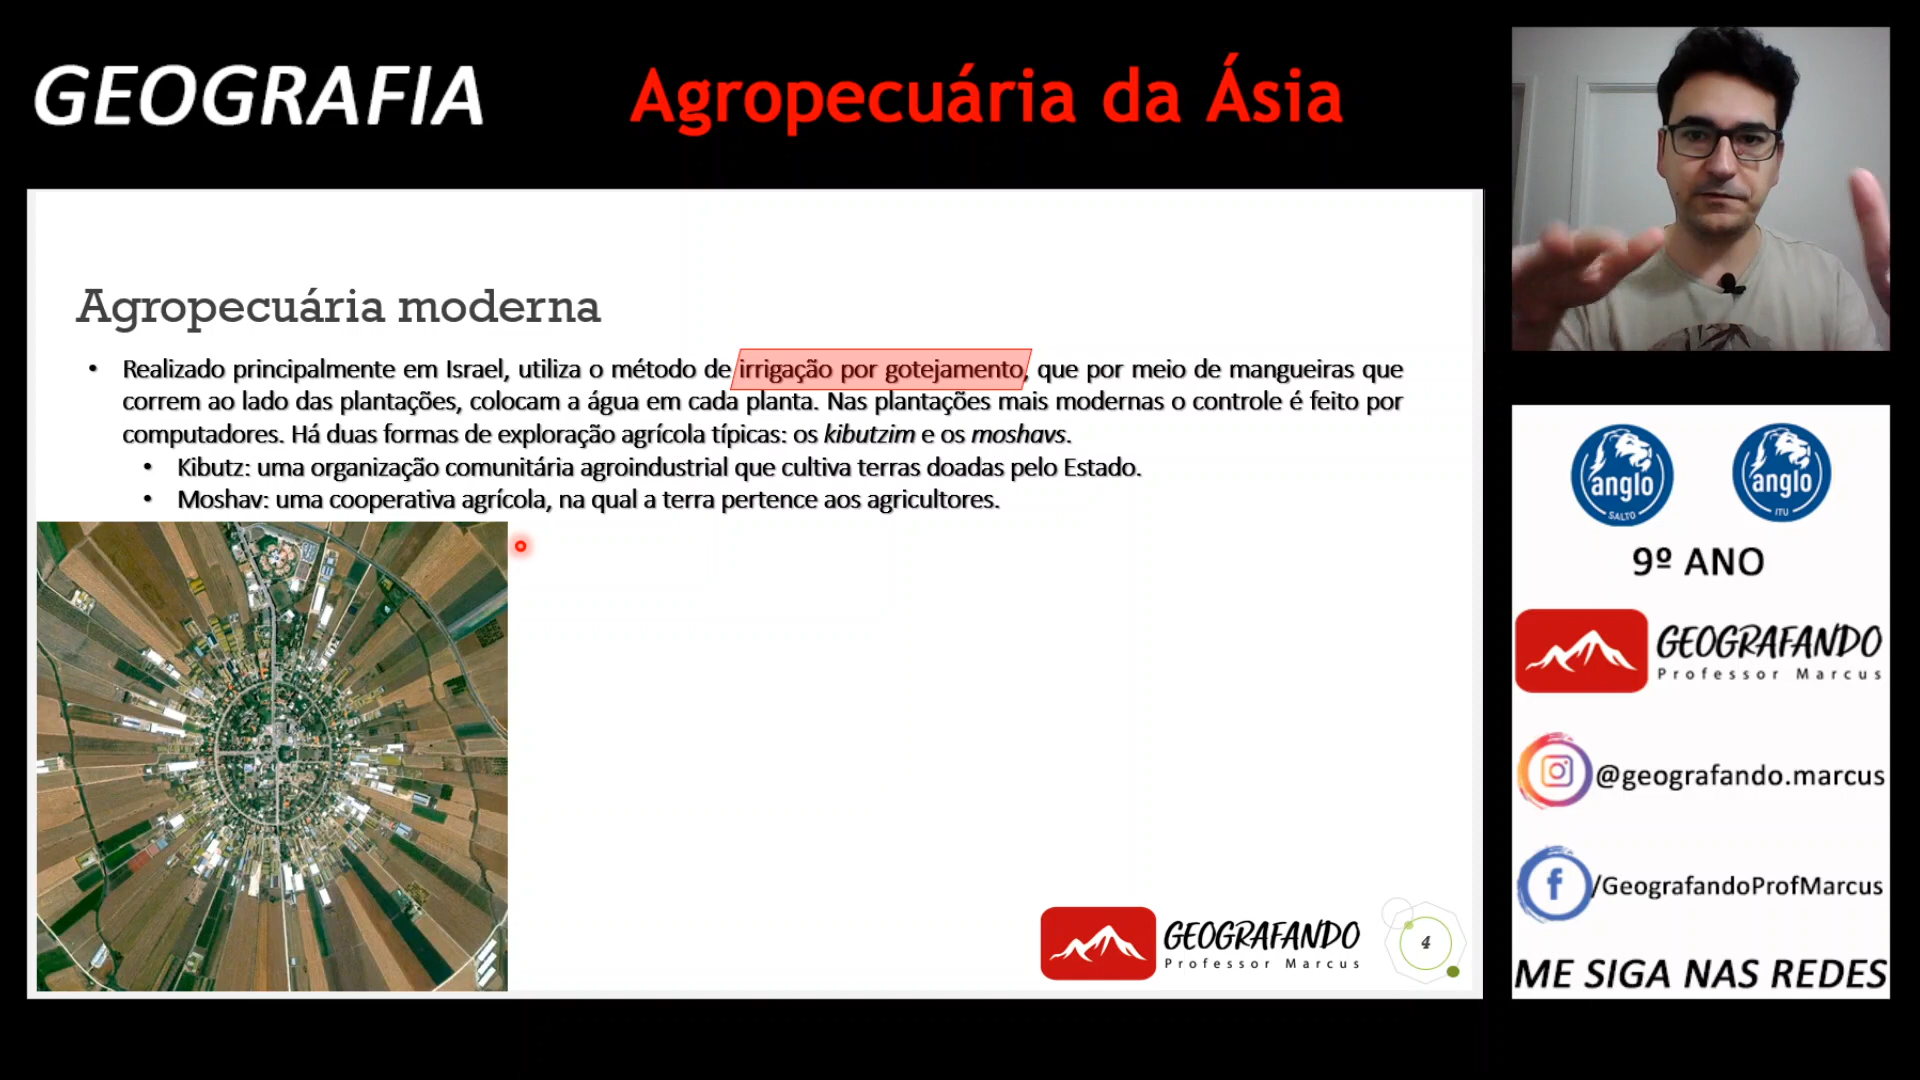 GEOGRAFIA
Agropecuária da Ásia
Agropecuária moderna
• Realizado principalmente em Israel, utiliza o método de irrigação por gotejamento, que por meio de mangueiras que
correm ao lado das plantações, colocam a água em cada planta. Nas plantações mais modernas o controle é feito por
computadores. Há duas formas de exploração agrícola típicas: os kibutzim e os moshavs.
• Kibutz: uma organização comunitária agroindustrial que cultiva terras doadas pelo Estado.
• Moshav: uma cooperativa agrícola, na qual a terra pertence aos agricultores.
GEOGRAFANDO
Professor Marcus
4
anglo
SALTO
anglo
ITU
9º ANO
GEOGRAFANDO
Professor Marcus
@geografando.marcus
/GeografandoProfMarcus
ME SIGA NAS REDES